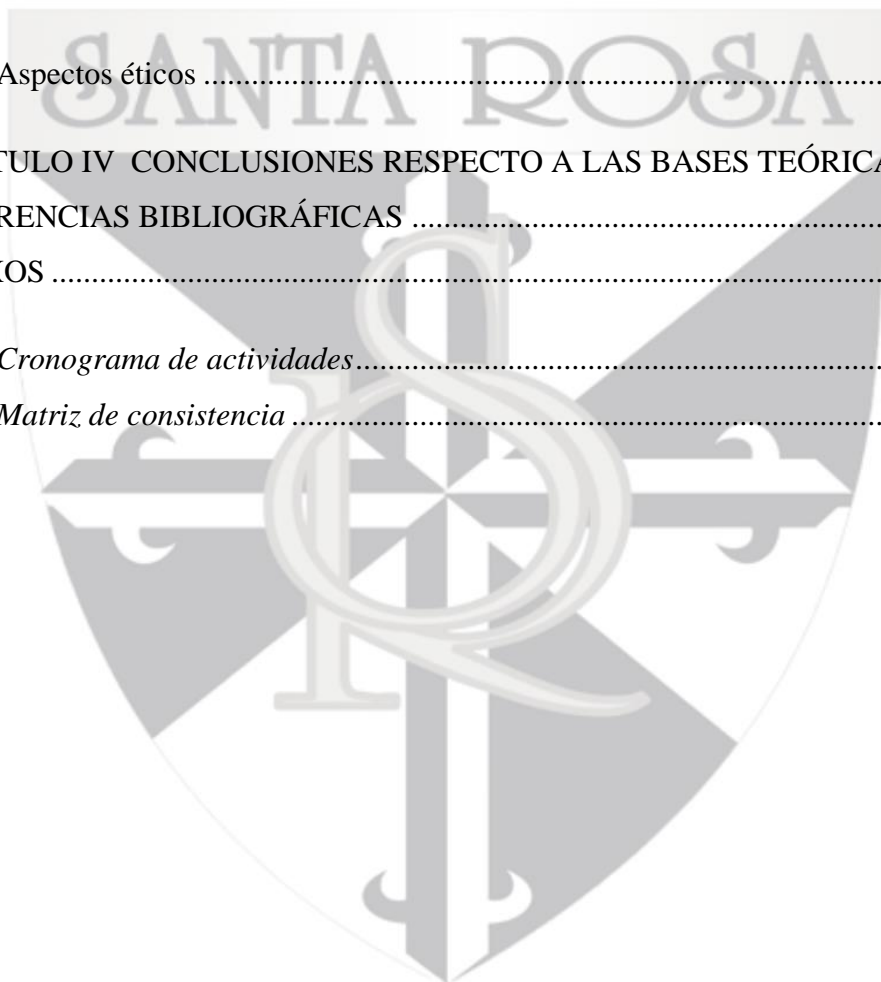 SANTA ROSA
Aspectos éticos ..........................................................................................
TULO IV  CONCLUSIONES RESPECTO A LAS BASES TEÓRICA
RENCIAS BIBLIOGRÁFICAS ...............................................................
OS ................................................................................................................
Cronograma de actividades.....................................................................
Matriz de consistencia .............................................................................